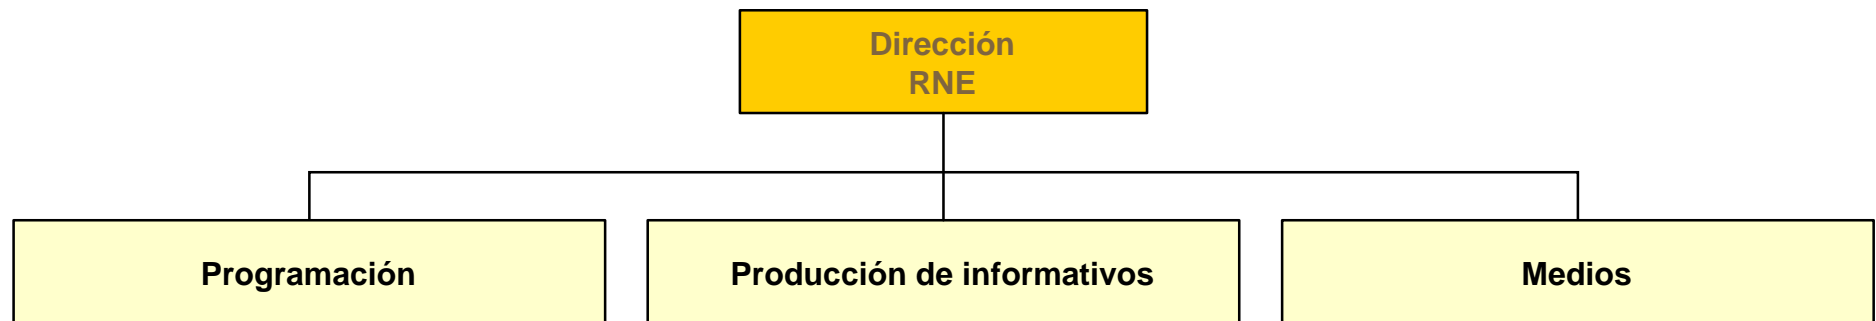 Dirección
RNE
Programación
Producción de informativos
Medios